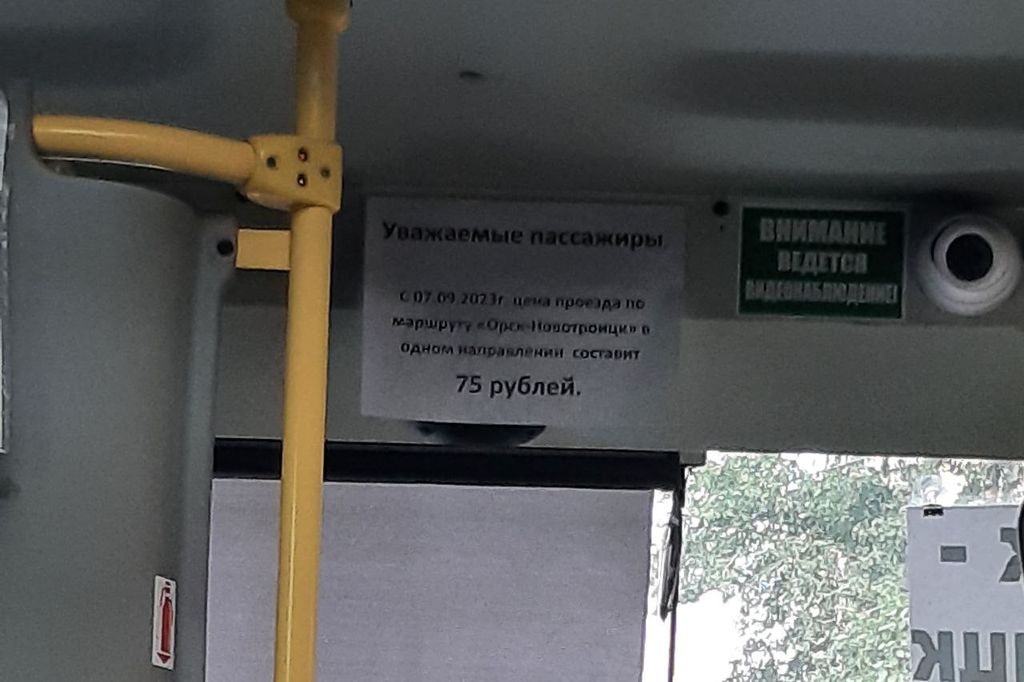 Уважаемые пассажиры
С 07.09.2023г. цена проезда по
маршруту «Орск-Новотроицк» в
одном направлении составит
75 рублей.
ВНИМАНИЕ
ВЕДЕТСЯ
ВИДЕОНАБЛЮДЕНИЕ!
К -
ИЦК